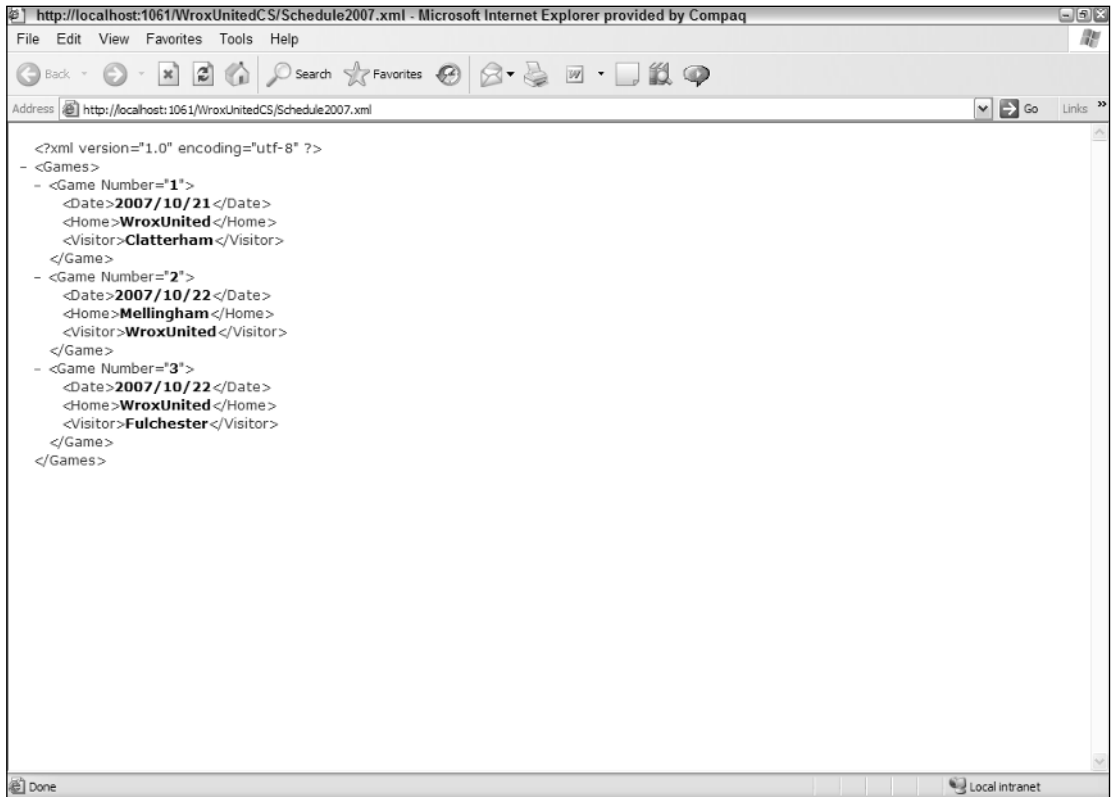 http://localhost:1061/WroxUnitedCS/Schedule2007.xml - Microsoft Internet Explorer provided by Compaq
File Edit View Favorites Tools Help
Back Search Favorites
Address http://localhost:1061/WroxUnitedCS/Schedule2007.xml Go Links »
<?xml version="1.0" encoding="utf-8" ?>
- <Games>
- <Game Number="1">
<Date>2007/10/21</Date>
<Home>WroxUnited</Home>
<Visitor>Clatterham</Visitor>
</Game>
- <Game Number="2">
<Date>2007/10/22</Date>
<Home>Mellingham</Home>
<Visitor>WroxUnited</Visitor>
</Game>
- <Game Number="3">
<Date>2007/10/22</Date>
<Home>WroxUnited</Home>
<Visitor>Fulchester</Visitor>
</Game>
</Games>
Done Local intranet